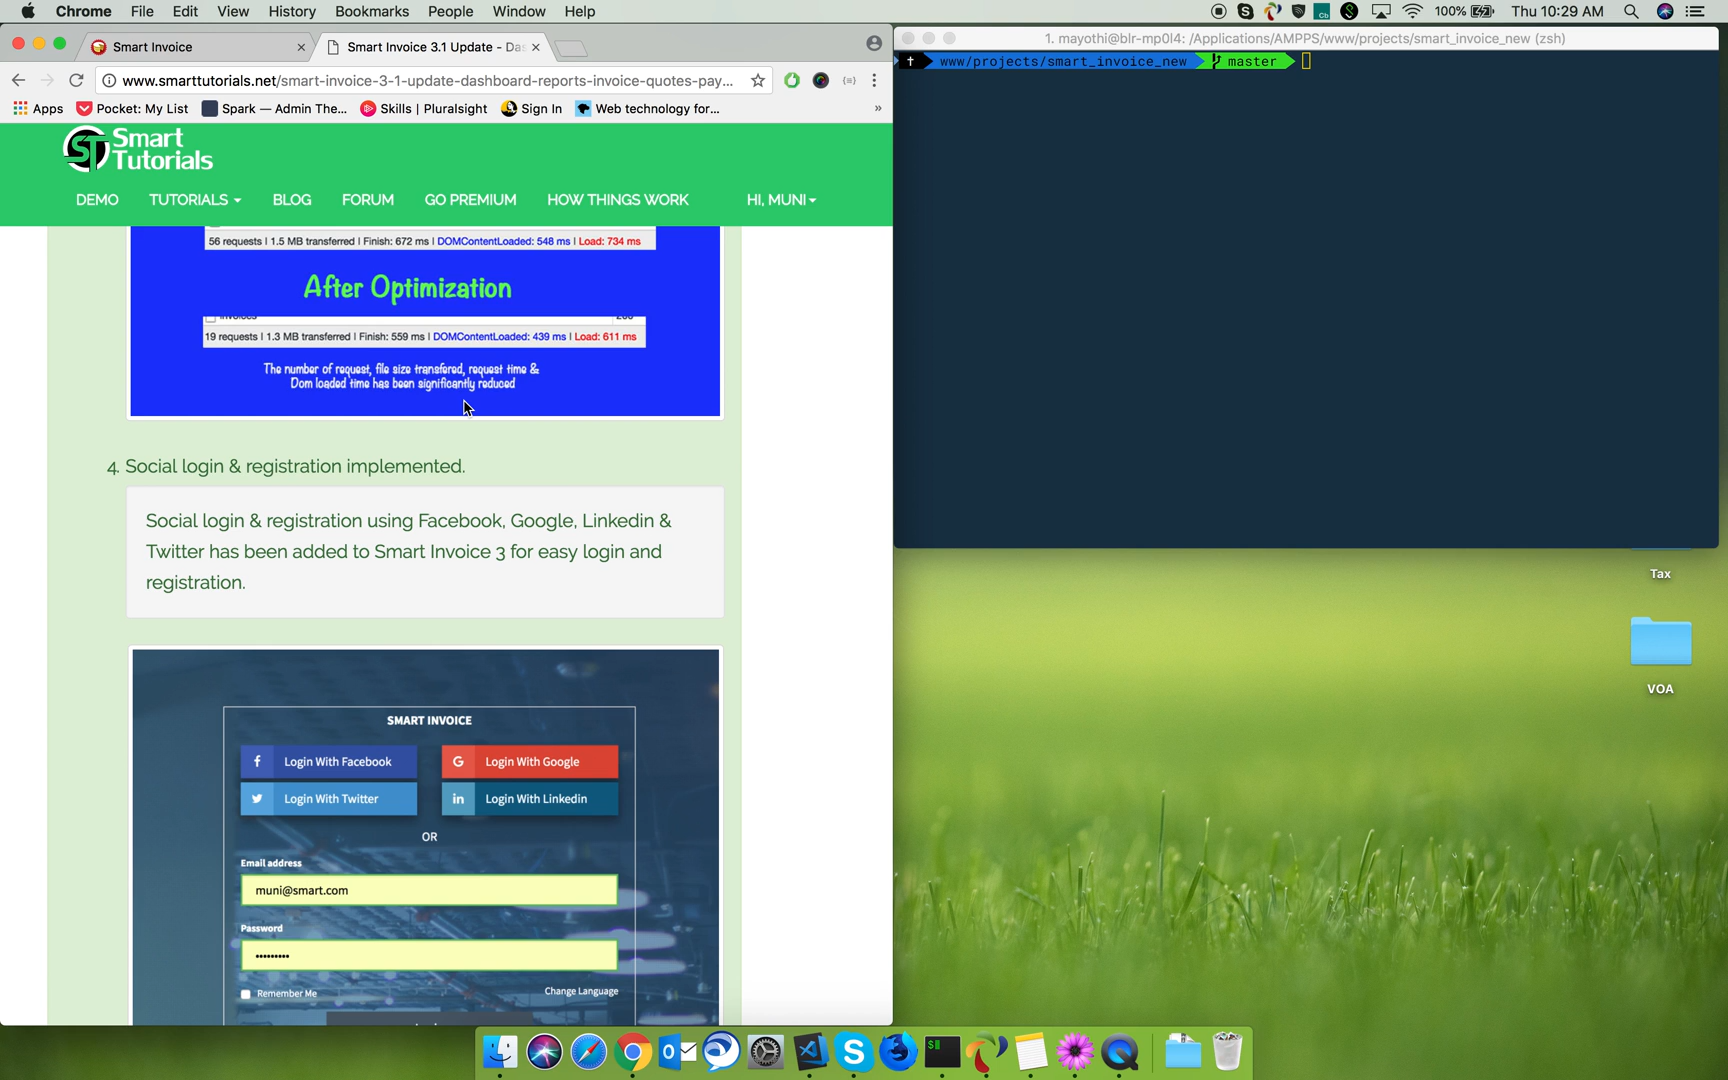 Chrome File Edit View History Bookmarks People Window Help
100% Thu 10:29 AM
Smart Invoice
Smart Invoice 3.1 Update - Da
1. mayothi@blr-mp0l4: /Applications/AMPPS/www/projects/smart_invoice_new (zsh)
www/projects/smart_invoice_new master
www.smarttutorials.net/smart-invoice-3-1-update-dashboard-reports-invoice-quotes-pay...
Apps Pocket: My List Spark — Admin The... Skills | Pluralsight Sign In Web technology for... »
ST Smart
Tutorials
DEMO TUTORIALS BLOG FORUM GO PREMIUM HOW THINGS WORK HI, MUNI
56 requests | 1.5 MB transferred | Finish: 672 ms | DOMContentLoaded: 548 ms | Load: 734 ms
After Optimization
19 requests | 1.3 MB transferred | Finish: 559 ms | DOMContentLoaded: 439 ms | Load: 611 ms
The number of request, file size transfered, request time &
Dom loaded time has been significantly reduced
4. Social login & registration implemented.
Social login & registration using Facebook, Google, Linkedin &
Twitter has been added to Smart Invoice 3 for easy login and
registration.
SMART INVOICE
Login With Facebook
Login With Google
Login With Twitter
Login With Linkedin
OR
Email address
muni@smart.com
Password
Remember Me
Change Language
Tax
VOA